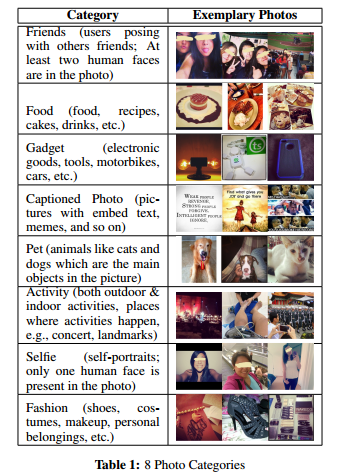 Category Exemplary Photos
Friends (users posing
with others friends; At
least two human faces
are in the photo)
Food (food, recipes,
cakes, drinks, etc.)
Gadget (electronic
goods, tools, motorbikes,
cars, etc.)
ts
Captioned Photo (pic-
tures with embed text,
memes, and so on)
WEAK PEOPLE
REVENGE.
STRONG PEOPLE
FORGIVE.
INTELLIGENT PEOPLE
IGNORE.
Find what gives you
JOY and go there
Pet (animals like cats and
dogs which are the main
objects in the picture)
Activity (both outdoor &
indoor activities, places
where activities happen,
e.g., concert, landmarks)
Selfie (self-portraits;
only one human face is
present in the photo)
Fashion (shoes, cos-
tumes, makeup, personal
belongings, etc.)
Table 1: 8 Photo Categories